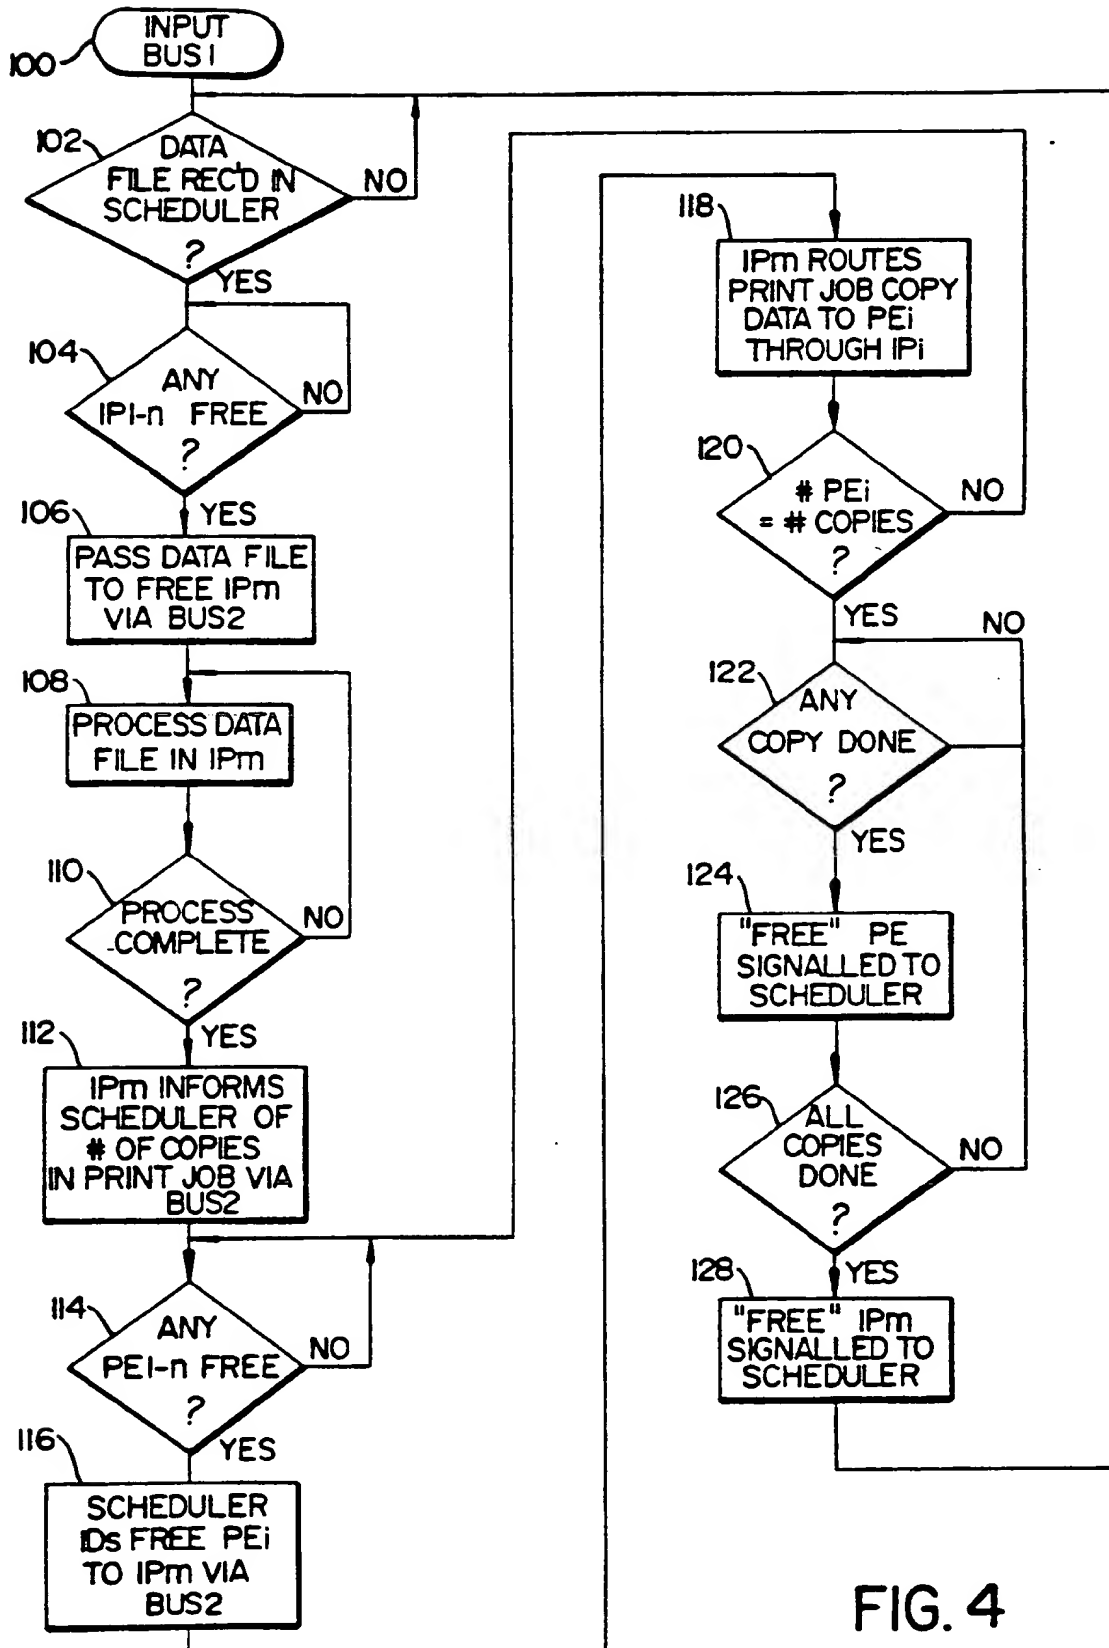 INPUT
BUS1
100
102
DATA
FILE REC'D IN
SCHEDULER
?
NO
YES
104
ANY
IP1-n FREE
?
NO
YES
106
PASS DATA FILE
TO FREE IPm
VIA BUS2
108
PROCESS DATA
FILE IN IPm
110
PROCESS
COMPLETE
?
NO
YES
112
IPm INFORMS
SCHEDULER OF
# OF COPIES
IN PRINT JOB VIA
BUS2
114
ANY
PE1-n FREE
?
NO
YES
116
SCHEDULER
IDs FREE PEi
TO IPm VIA
BUS2
118
IPm ROUTES
PRINT JOB COPY
DATA TO PEi
THROUGH IPi
120
# PEi
= # COPIES
?
NO
YES
NO
122
ANY
COPY DONE
?
YES
124
"FREE" PE
SIGNALLED TO
SCHEDULER
126
ALL
COPIES
DONE
?
NO
YES
128
"FREE" IPm
SIGNALLED TO
SCHEDULER
FIG. 4